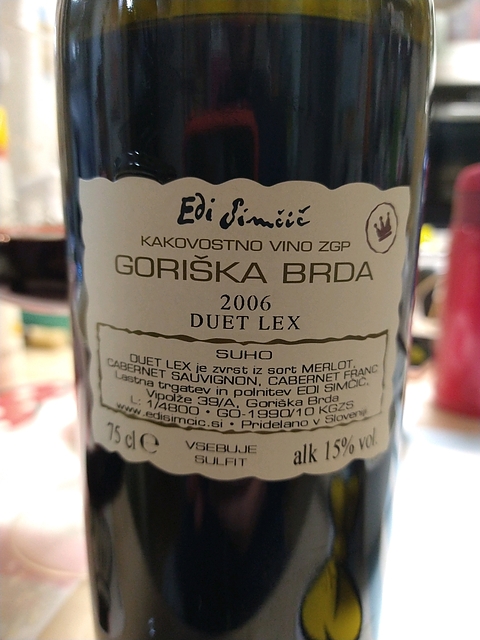 Edi Simčič
KAKOVOSTNO VINO ZGP
GORIŠKA BRDA
2006
DUET LEX
SUHO
DUET LEX je zvrst iz sort MERLOT,
CABERNET SAUVIGNON, CABERNET FRANC
Lastna trgatev in polnitev EDI SIMČIČ,
Vipolže 39/A, Goriška Brda
L: 1/4800 • GO-1990/10 KGZS
www.edisimcic.si • Pridelano v Sloveniji
75 cl e
VSEBUJE
SULFIT
alk 15% vol.